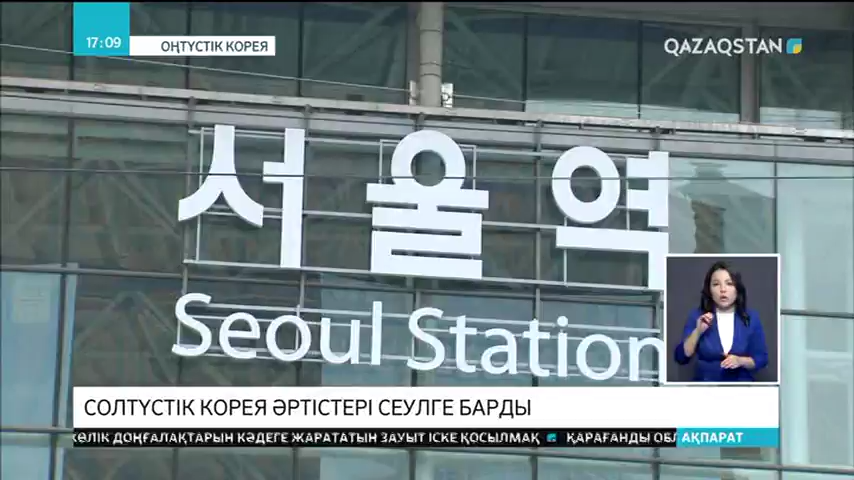 17:09
ОҢТҮСТІК КОРЕЯ
QAZAQSTAN
서울역
Seoul Station
СОЛТҮСТІК КОРЕЯ ӘРТІСТЕРІ СЕУЛГЕ БАРДЫ
КӨЛІК ДОҢҒАЛАҚТАРЫН КӘДЕГЕ ЖАРАТАТЫН ЗАУЫТ ІСКЕ ҚОСЫЛМАҚ ҚАРАҒАНДЫ ОБЛ АҚПАРАТ